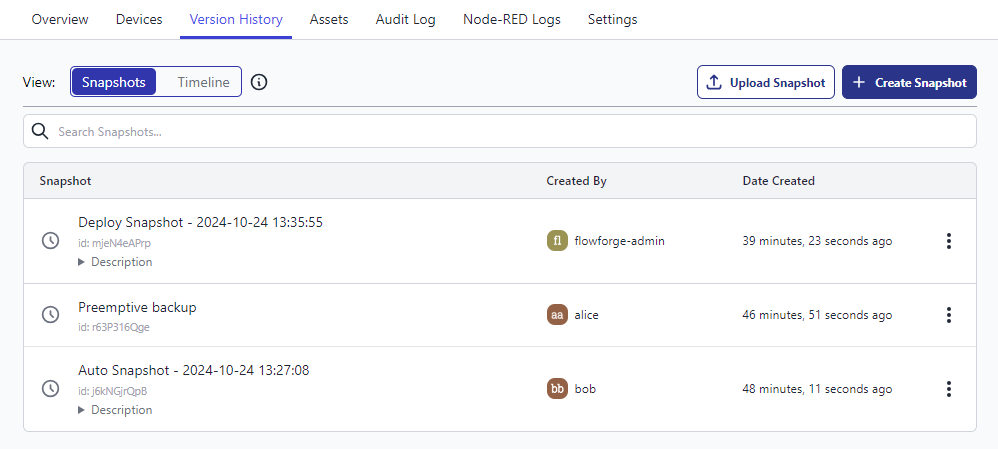 Overview Devices Version History Assets Audit Log Node-RED Logs Settings
View: Snapshots Timeline Upload Snapshot Create Snapshot
Search Snapshots...
Snapshot Created By Date Created
Deploy Snapshot - 2024-10-24 13:35:55
id: mjeN4eAPrp
fl flowforge-admin 39 minutes, 23 seconds ago
Description
Preemptive backup
id: r63P316Qge
aa alice 46 minutes, 51 seconds ago
Auto Snapshot - 2024-10-24 13:27:08
id: j6kNGjrQpB
bb bob 48 minutes, 11 seconds ago
Description